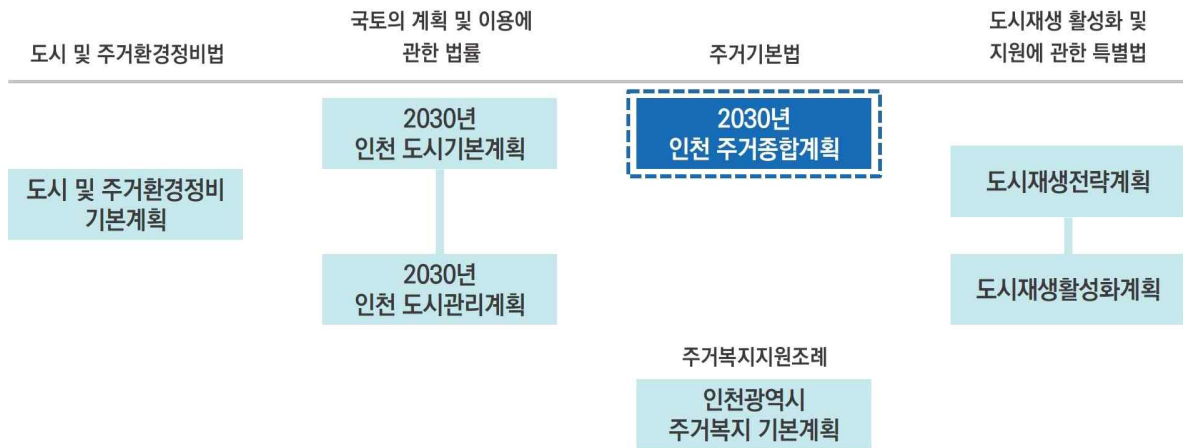 도시 및 주거환경정비법
국토의 계획 및 이용에
관한 법률
주거기본법
도시재생 활성화 및
지원에 관한 특별법
도시 및 주거환경정비
기본계획
2030년
인천 도시기본계획
2030년
인천 도시관리계획
2030년
인천 주거종합계획
주거복지지원조례
인천광역시
주거복지 기본계획
도시재생전략계획
도시재생활성화계획